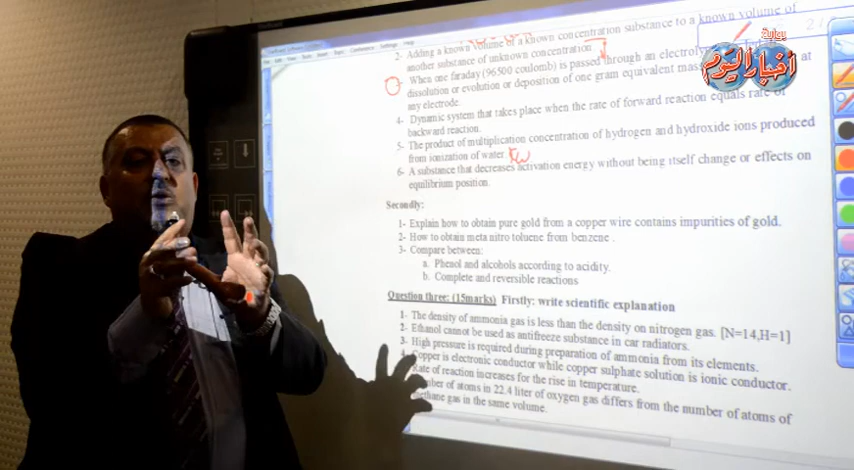 2- Adding a known volume of a known concentration substance to a known volume of
another substance of unknown concentration
When one faraday (96500 coulomb) is passed through an
dissolution or evolution or deposition of one gram equivalent mass at
any electrode.
4- Dynamic system that takes place when the rate of forward reaction equals rate of
backward reaction.
5- The product of multiplication concentration of hydrogen and hydroxide ions produced
from ionization of water Kw
6- A substance that decreases activation energy without being itself change or effects on
equilibrium position.
Secondly:
1- Explain how to obtain pure gold from a copper wire contains impurities of gold.
2- How to obtain meta nitro toluene from benzene .
3- Compare between:
a. Phenol and alcohols according to acidity.
b. Complete and reversible reactions
Question three: (15marks) Firstly: write scientific explanation
1- The density of ammonia gas is less than the density on nitrogen gas. [N=14,H=1]
2- Ethanol cannot be used as antifreeze substance in car radiators.
3- High pressure is required during preparation of ammonia from its elements.
Copper is electronic conductor while copper sulphate solution is ionic conductor.
Rate of reaction increases for the rise in temperature.
of atoms in 22.4 liter of oxygen gas differs from the number of atoms of
gas in the same volume.
بوابة
أخبار اليوم